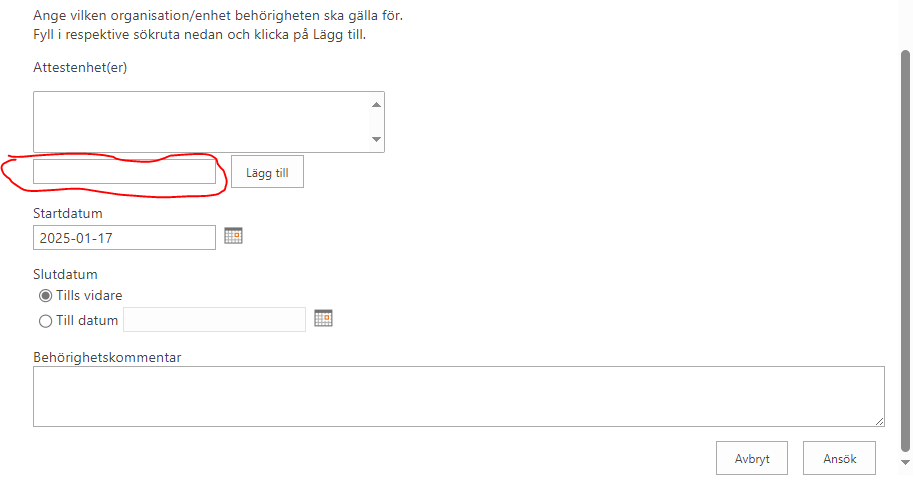 Ange vilken organisation/enhet behörigheten ska gälla för.
Fyll i respektive sökruta nedan och klicka på Lägg till.
Attestenhet(er)
Lägg till
Startdatum
2025-01-17
Slutdatum
Tills vidare
Till datum
Behörighetskommentar
Avbryt Ansök